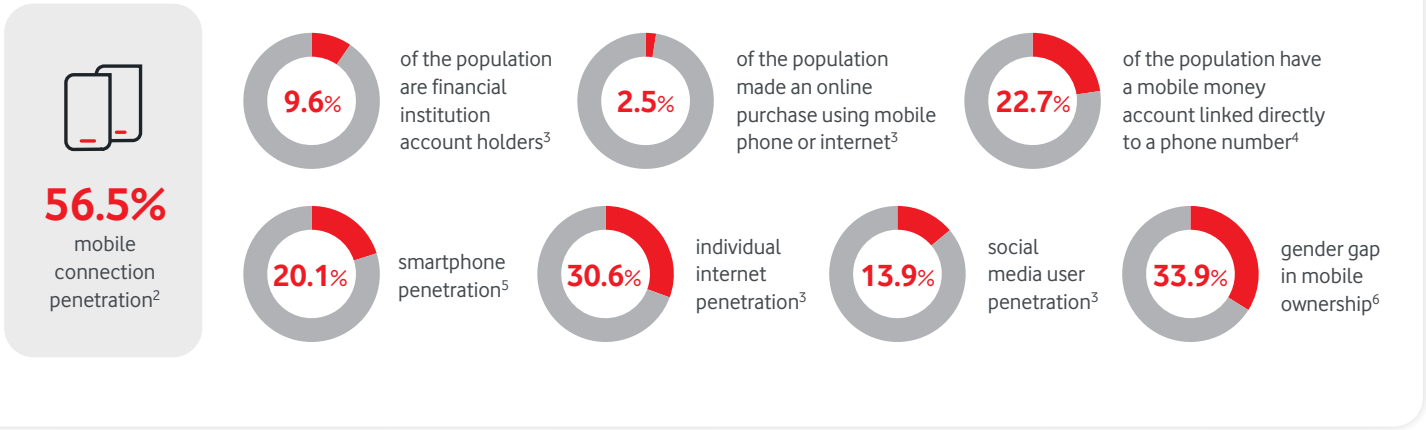 56.5%
mobile
connection
penetration2
9.6%
of the population
are financial
institution
account holders3
2.5%
of the population
made an online
purchase using mobile
phone or internet3
22.7%
of the population have
a mobile money
account linked directly
to a phone number4
20.1%
smartphone
penetration5
30.6%
individual
internet
penetration3
13.9%
social
media user
penetration3
33.9%
gender gap
in mobile
ownership6